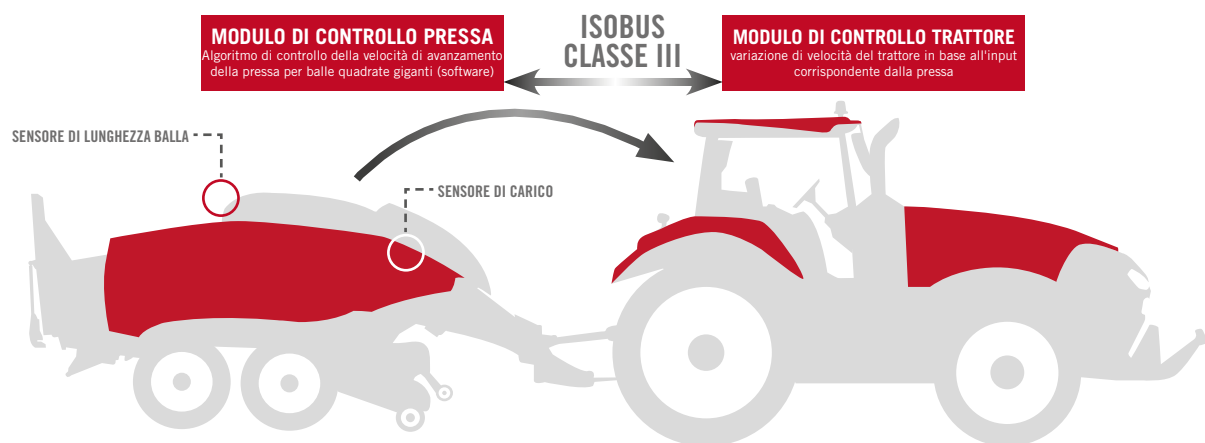 MODULO DI CONTROLLO PRESSA
Algoritmo di controllo della velocità di avanzamento
della pressa per balle quadrate giganti (software)
ISOBUS
CLASSE III
MODULO DI CONTROLLO TRATTORE
variazione di velocità del trattore in base all'input
corrispondente dalla pressa
SENSORE DI LUNGHEZZA BALLA
SENSORE DI CARICO